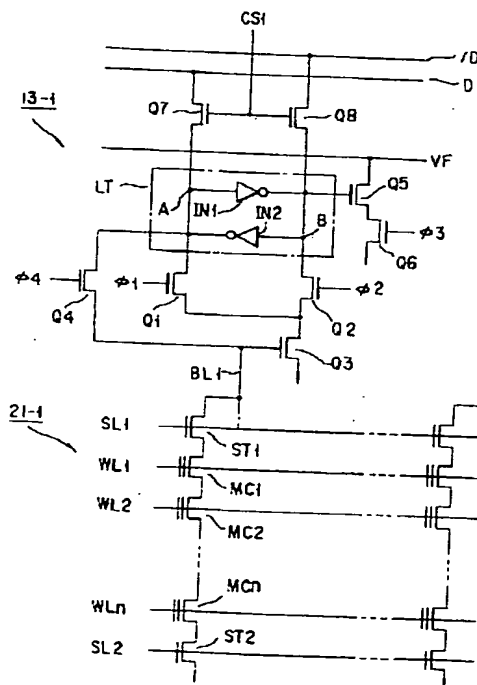 CS1
/D
D
13-1
Q7
Q8
VF
LT
Q5
A
IN1
IN2
B
φ3
Q6
φ4
φ1
φ2
Q4
Q1
Q2
Q3
BL1
21-1
SL1
ST1
WL1
MC1
WL2
MC2
MCn
WLn
SL2
ST2